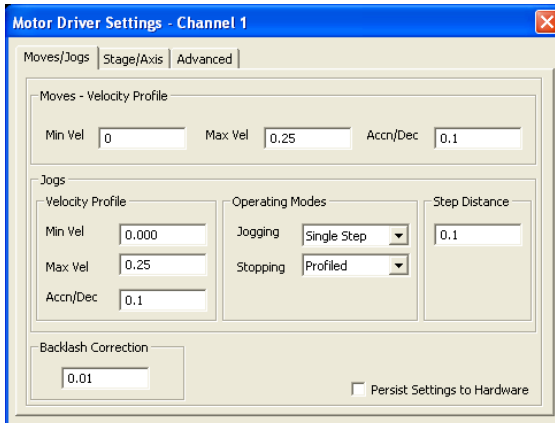 Motor Driver Settings - Channel 1
Moves/Jogs Stage/Axis Advanced
Moves - Velocity Profile
Min Vel 0 Max Vel 0.25 Accn/Dec 0.1
Jogs
Velocity Profile Operating Modes Step Distance
Min Vel 0.000 Jogging Single Step 0.1
Max Vel 0.25 Stopping Profiled
Accn/Dec 0.1
Backlash Correction
0.01
Persist Settings to Hardware